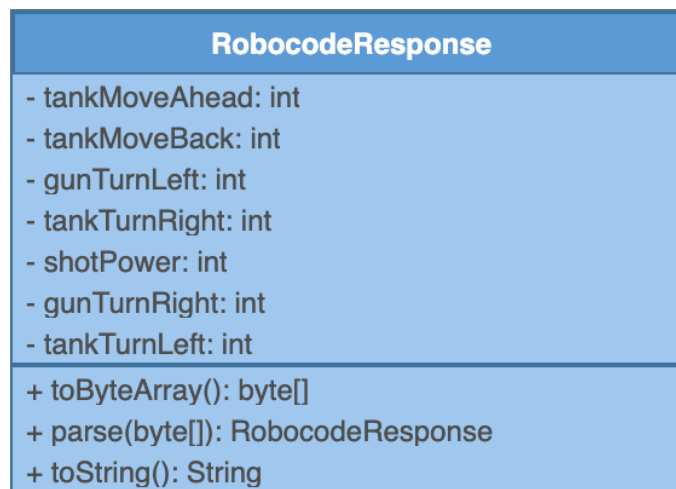 RobocodeResponse
- tankMoveAhead: int
- tankMoveBack: int
- gunTurnLeft: int
- tankTurnRight: int
- shotPower: int
- gunTurnRight: int
- tankTurnLeft: int
+ toByteArray(): byte[]
+ parse(byte[]): RobocodeResponse
+ toString(): String